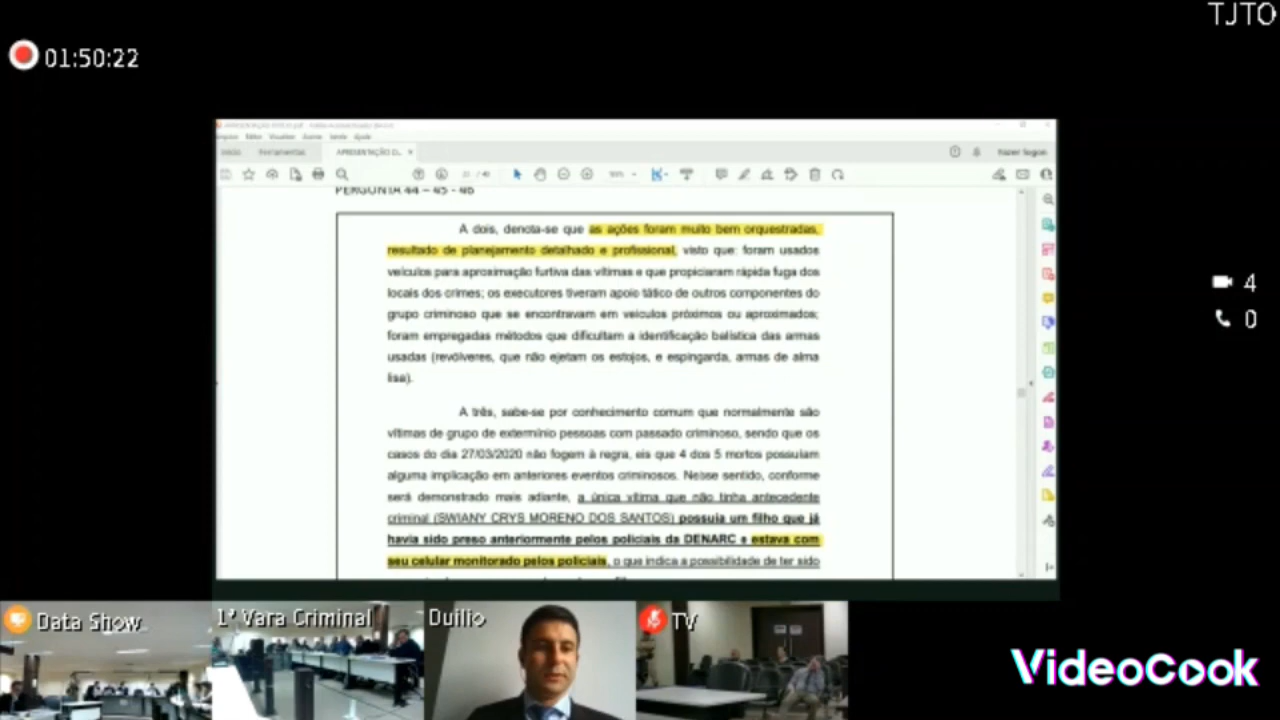 TJTO
01:50:22
Ferramentas
APRESENTAÇÃO D...
Fazer logon
PERGUNTA 44 – 45 - 46
A dois, denota-se que as ações foram muito bem orquestradas,
resultado de planejamento detalhado e profissional, visto que: foram usados
veículos para aproximação furtiva das vítimas e que propiciaram rápida fuga dos
locais dos crimes; os executores tiveram apoio tático de outros componentes do
grupo criminoso que se encontravam em veículos próximos ou aproximados;
foram empregadas métodos que dificultam a identificação balística das armas
usadas (revólveres, que não ejetam os estojos, e espingarda, armas de alma
lisa).
A três, sabe-se por conhecimento comum que normalmente são
vítimas de grupo de extermínio pessoas com passado criminoso, sendo que os
casos do dia 27/03/2020 não fogem à regra, eis que 4 dos 5 mortos possuíam
alguma implicação em anteriores eventos criminosos. Nesse sentido, conforme
será demonstrado mais adiante, a única vítima que não tinha antecedente
criminal (SWIANY CRYS MORENO DOS SANTOS) possuía um filho que já
havia sido preso anteriormente pelos policiais da DENARC e estava com
seu celular monitorado pelos policiais, o que indica a possibilidade de ter sido
4
0
Data Show
1ª Vara Criminal
Duilio
TV
VideoCook